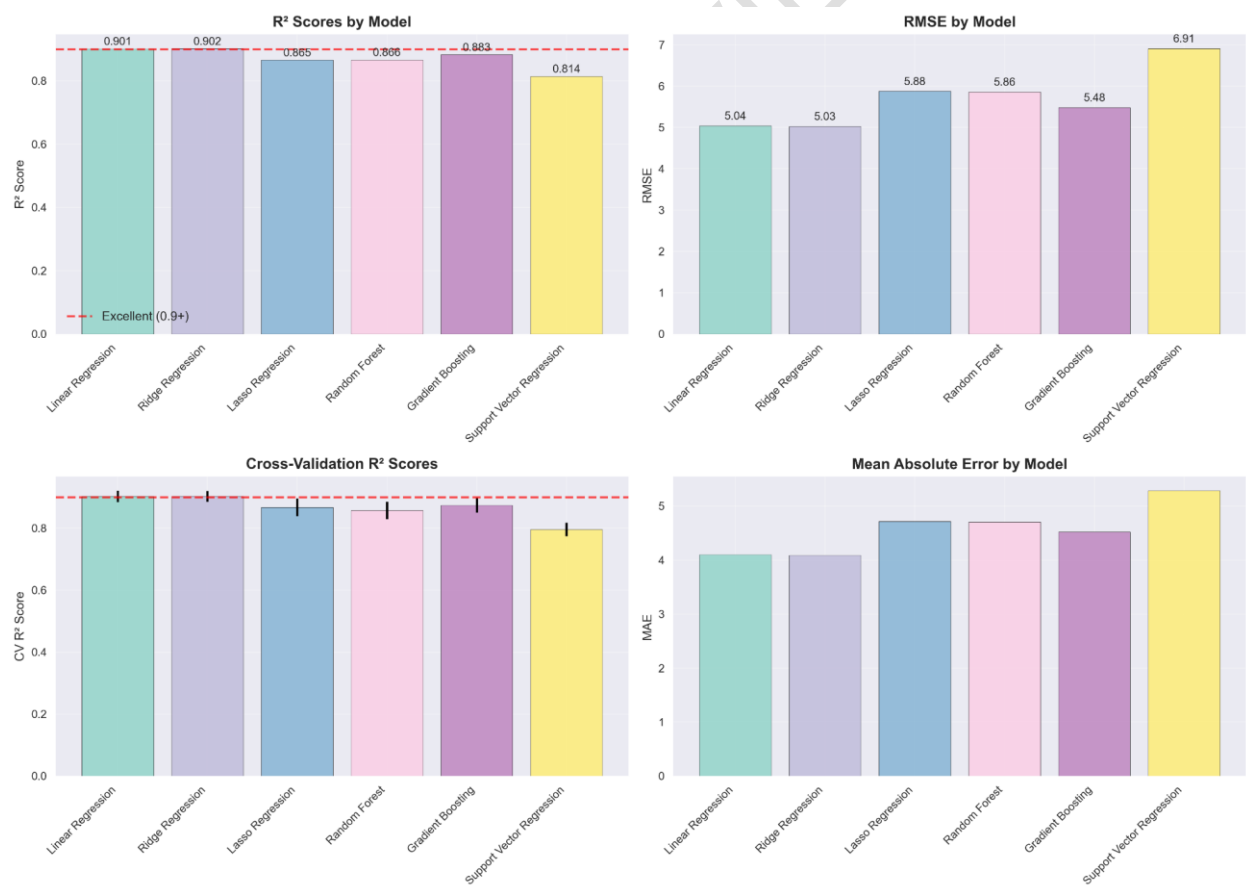 R² Scores by Model
0.901
0.902
0.865
0.866
0.883
0.814
R² Score
0.8
0.6
0.4
0.2
0.0
Excellent (0.9+)
Linear Regression
Ridge Regression
Lasso Regression
Random Forest
Gradient Boosting
Support Vector Regression
RMSE by Model
5.04
5.03
5.88
5.86
5.48
6.91
RMSE
7
6
5
4
3
2
1
0
Linear Regression
Ridge Regression
Lasso Regression
Random Forest
Gradient Boosting
Support Vector Regression
Cross-Validation R² Scores
CV R² Score
0.8
0.6
0.4
0.2
0.0
Linear Regression
Ridge Regression
Lasso Regression
Random Forest
Gradient Boosting
Support Vector Regression
Mean Absolute Error by Model
MAE
5
4
3
2
1
0
Linear Regression
Ridge Regression
Lasso Regression
Random Forest
Gradient Boosting
Support Vector Regression